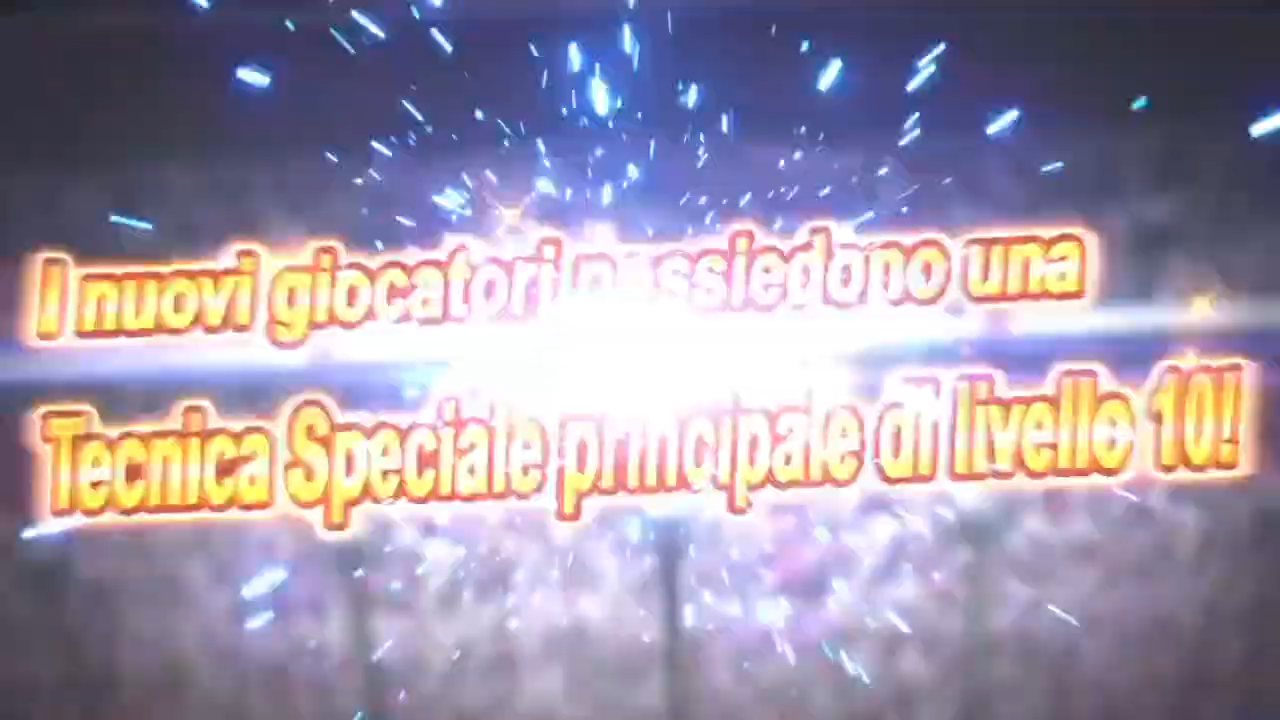 I nuovi giocatori possiedono una
Tecnica Speciale principale di livello 10!